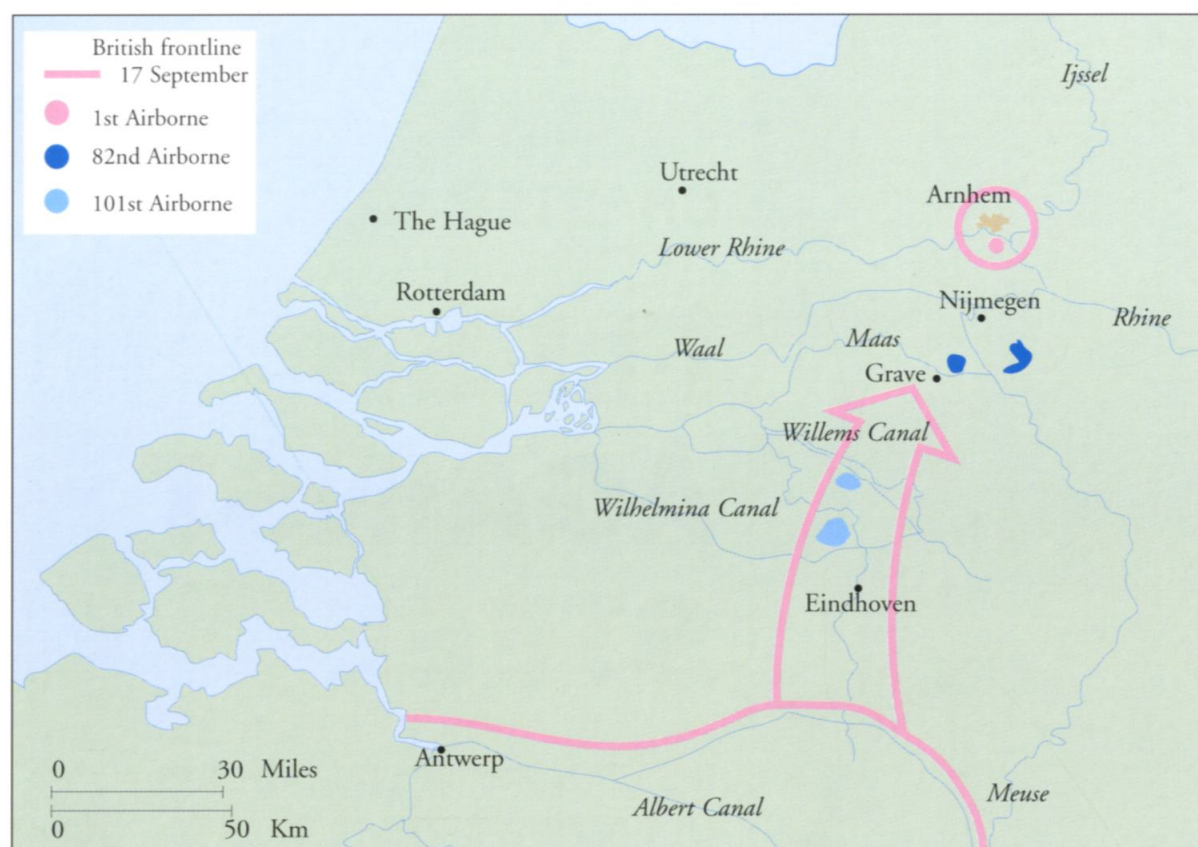 British frontline
17 September
1st Airborne
82nd Airborne
101st Airborne
Ijssel
Utrecht
Arnhem
The Hague
Lower Rhine
Rotterdam
Nijmegen
Rhine
Waal
Maas
Grave
Willems Canal
Wilhelmina Canal
Eindhoven
Antwerp
0 30 Miles
0 50 Km
Albert Canal
Meuse